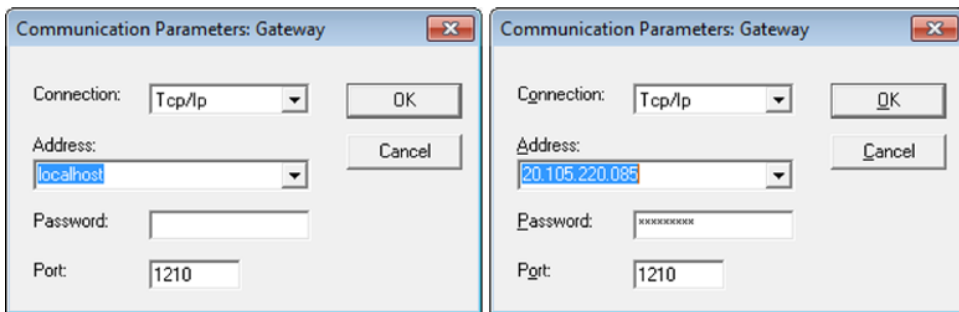 Communication Parameters: Gateway
Connection: Tcp/Ip OK
Address:
localhost Cancel
Password:
Port: 1210
Communication Parameters: Gateway
Connection: Tcp/Ip OK
Address:
20.105.220.085 Cancel
Password: *********
Port: 1210